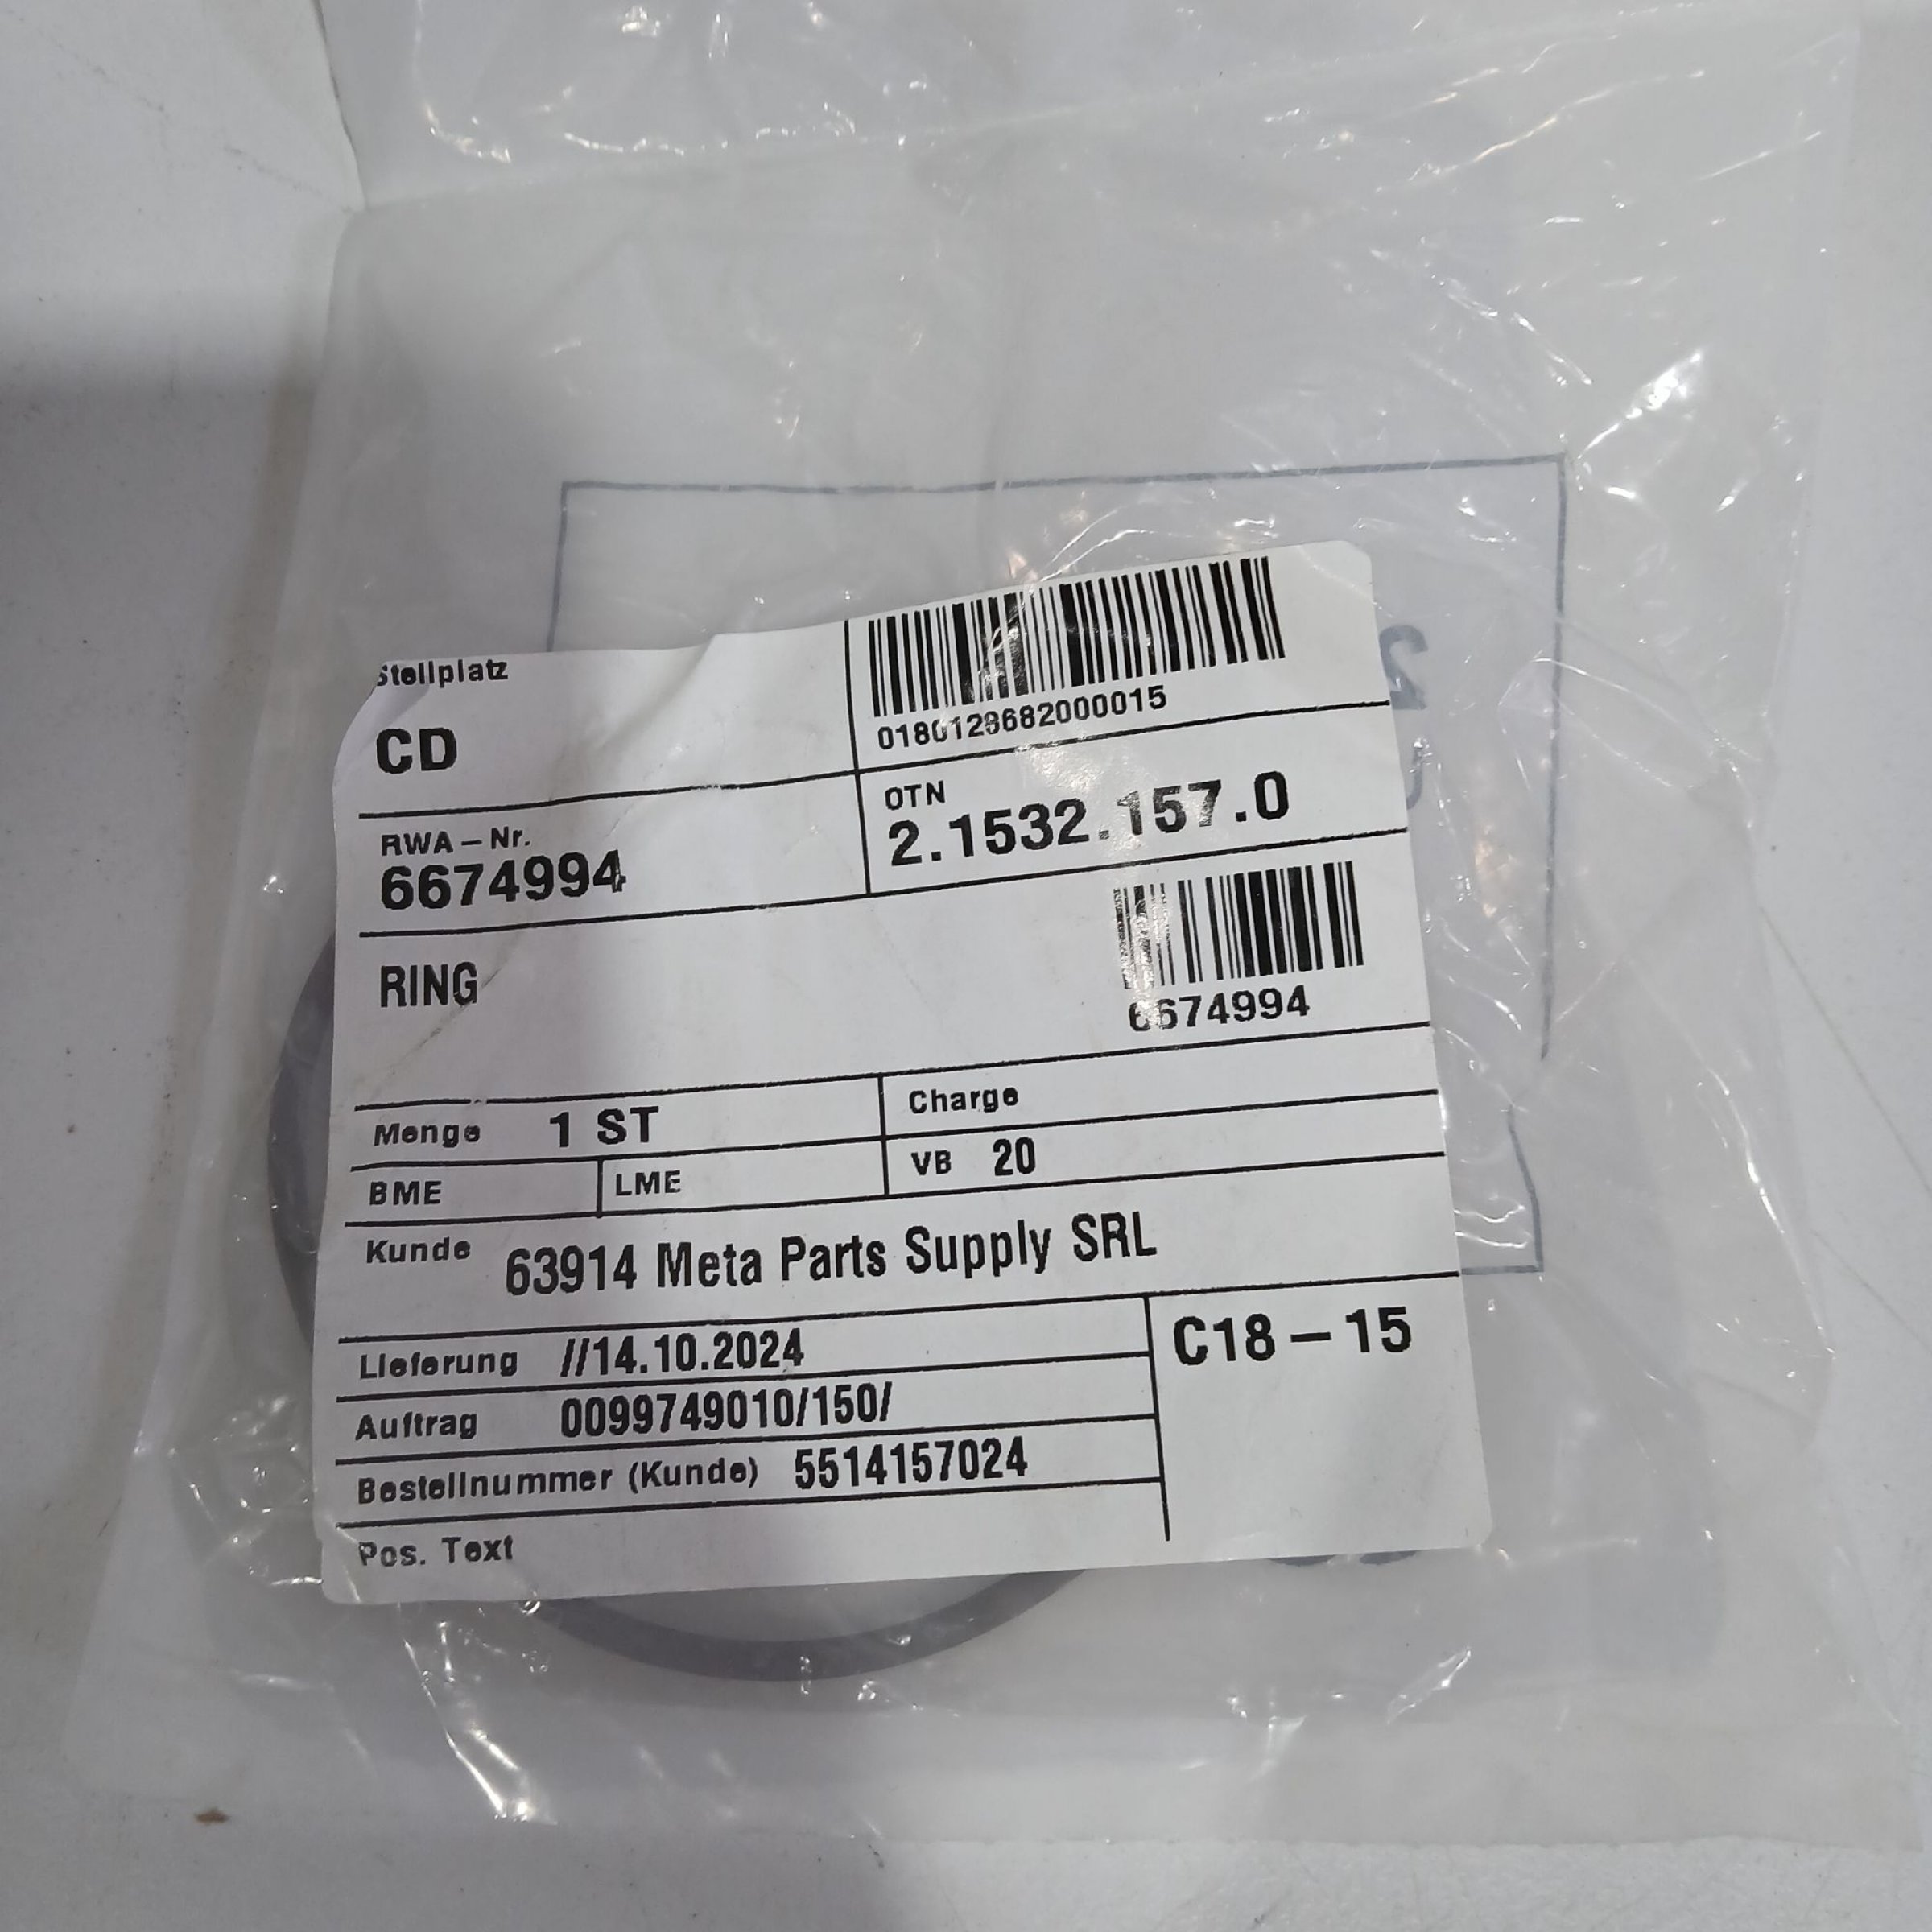 Stellplatz
CD
0180128682000015
RWA-Nr.
6674994
OTN
2.1532.157.0
RING
6674994
Menge 1 ST
Charge
BME
LME
VB 20
Kunde 63914 Meta Parts Supply SRL
Lieferung //14.10.2024
C18-15
Auftrag 0099749010/150/
Bestellnummer (Kunde) 5514157024
Pos. Text